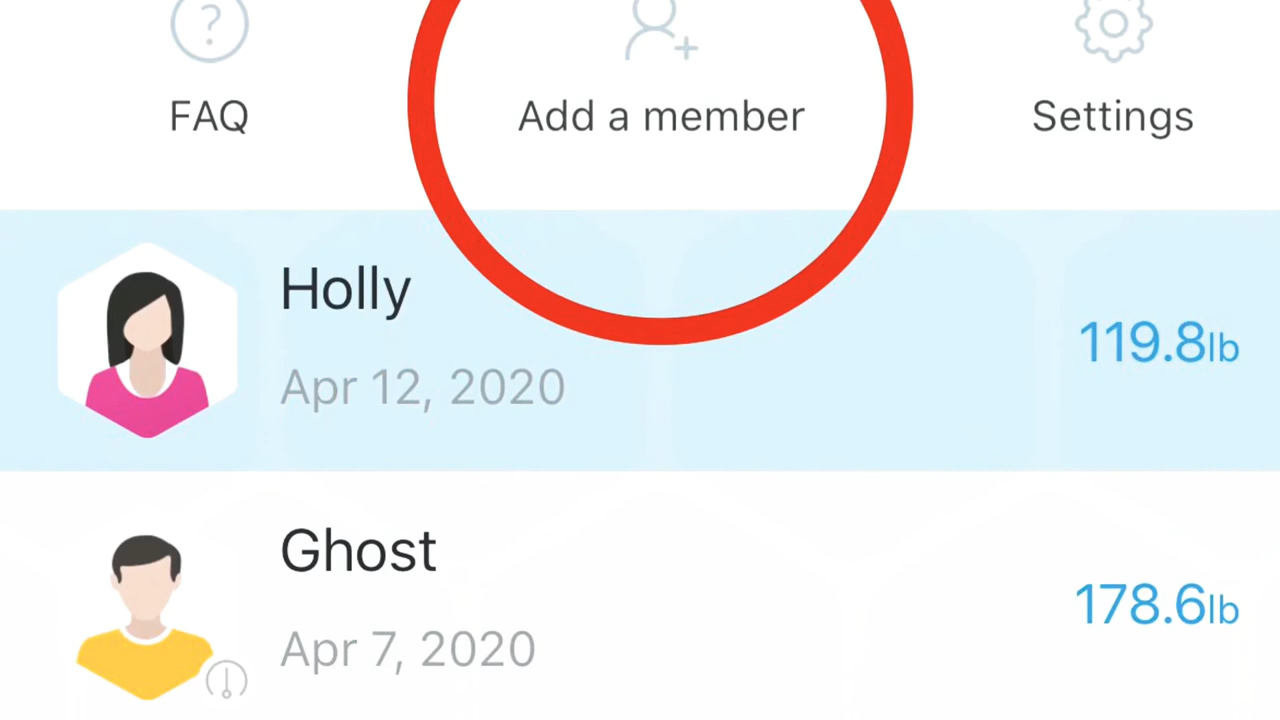 FAQ
Add a member
Settings
Holly
119.8lb
Apr 12, 2020
Ghost
178.6lb
Apr 7, 2020